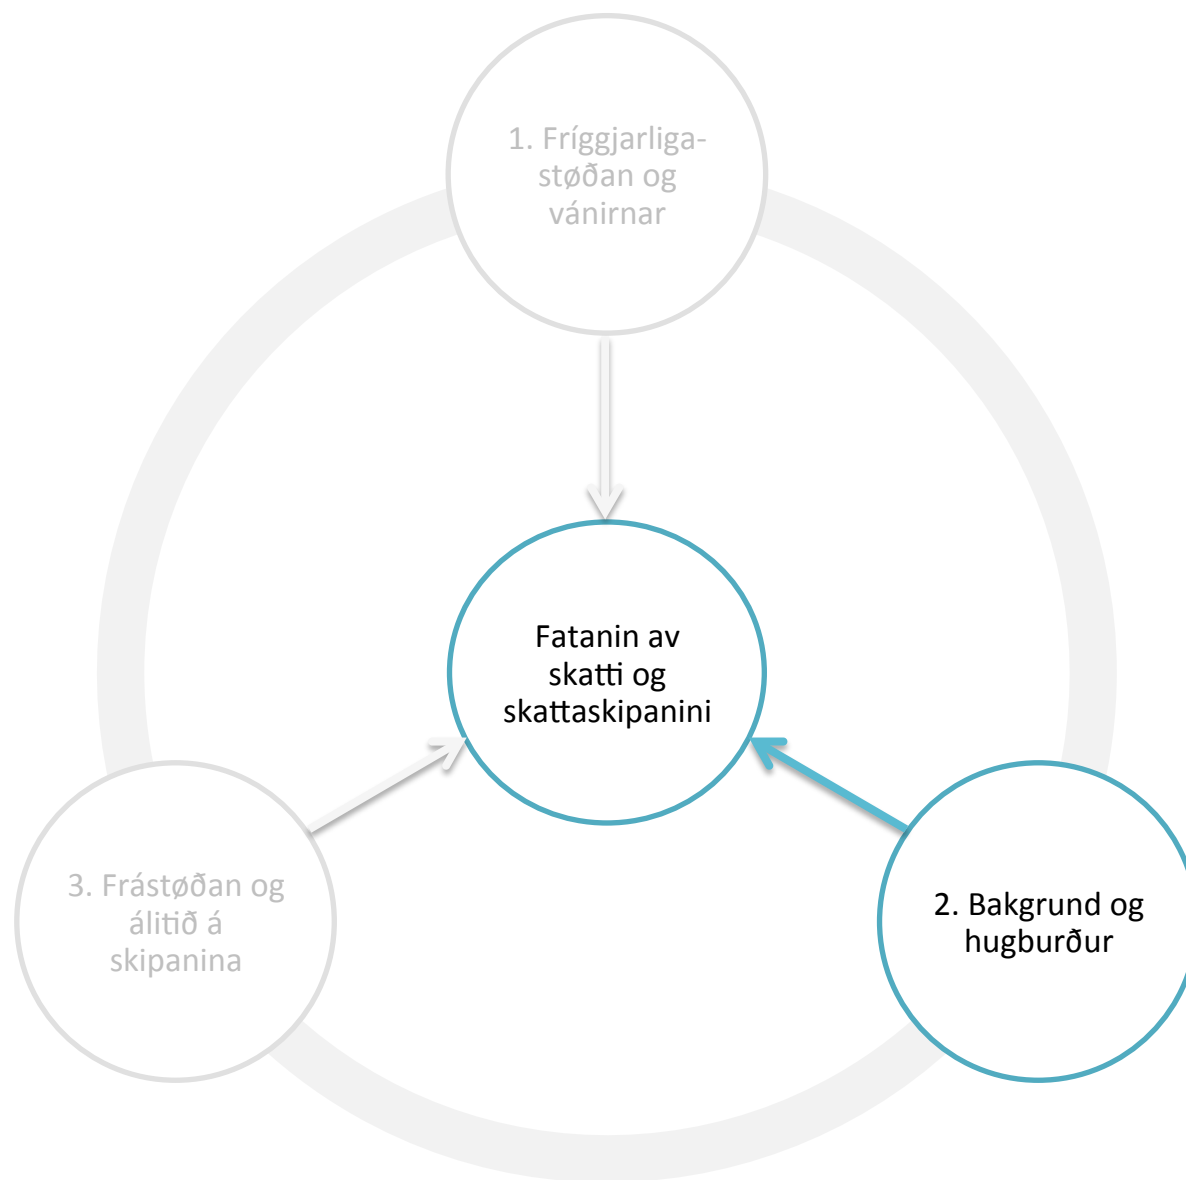 1. Fríggjarliga-
støðan og
vánirnar
Fatanin av
skatti og
skattaskipanini
3. Frástøðan og
álitið á
skipanina
2. Bakgrund og
hugburður